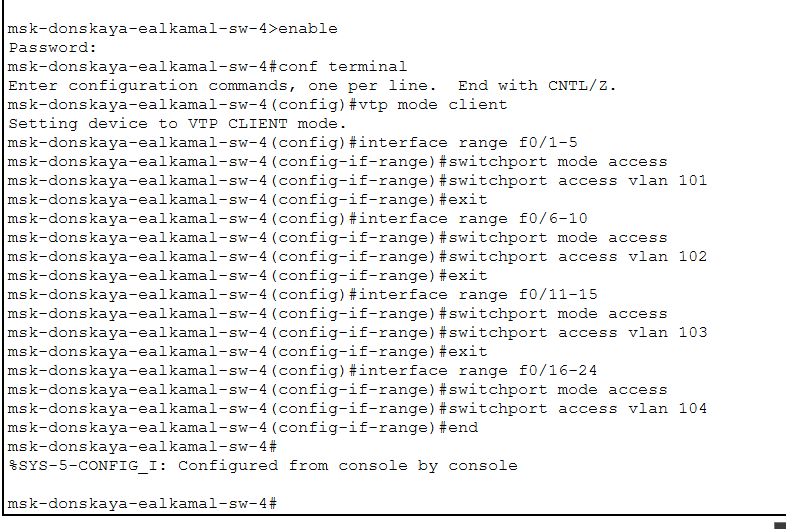 msk-donskaya-ealkamal-sw-4>enable
Password:
msk-donskaya-ealkamal-sw-4#conf terminal
Enter configuration commands, one per line.  End with CNTL/Z.
msk-donskaya-ealkamal-sw-4(config)#vtp mode client
Setting device to VTP CLIENT mode.
msk-donskaya-ealkamal-sw-4(config)#interface range f0/1-5
msk-donskaya-ealkamal-sw-4(config-if-range)#switchport mode access
msk-donskaya-ealkamal-sw-4(config-if-range)#switchport access vlan 101
msk-donskaya-ealkamal-sw-4(config-if-range)#exit
msk-donskaya-ealkamal-sw-4(config)#interface range f0/6-10
msk-donskaya-ealkamal-sw-4(config-if-range)#switchport mode access
msk-donskaya-ealkamal-sw-4(config-if-range)#switchport access vlan 102
msk-donskaya-ealkamal-sw-4(config-if-range)#exit
msk-donskaya-ealkamal-sw-4(config)#interface range f0/11-15
msk-donskaya-ealkamal-sw-4(config-if-range)#switchport mode access
msk-donskaya-ealkamal-sw-4(config-if-range)#switchport access vlan 103
msk-donskaya-ealkamal-sw-4(config-if-range)#exit
msk-donskaya-ealkamal-sw-4(config)#interface range f0/16-24
msk-donskaya-ealkamal-sw-4(config-if-range)#switchport mode access
msk-donskaya-ealkamal-sw-4(config-if-range)#switchport access vlan 104
msk-donskaya-ealkamal-sw-4(config-if-range)#end
msk-donskaya-ealkamal-sw-4#
%SYS-5-CONFIG_I: Configured from console by console
msk-donskaya-ealkamal-sw-4#